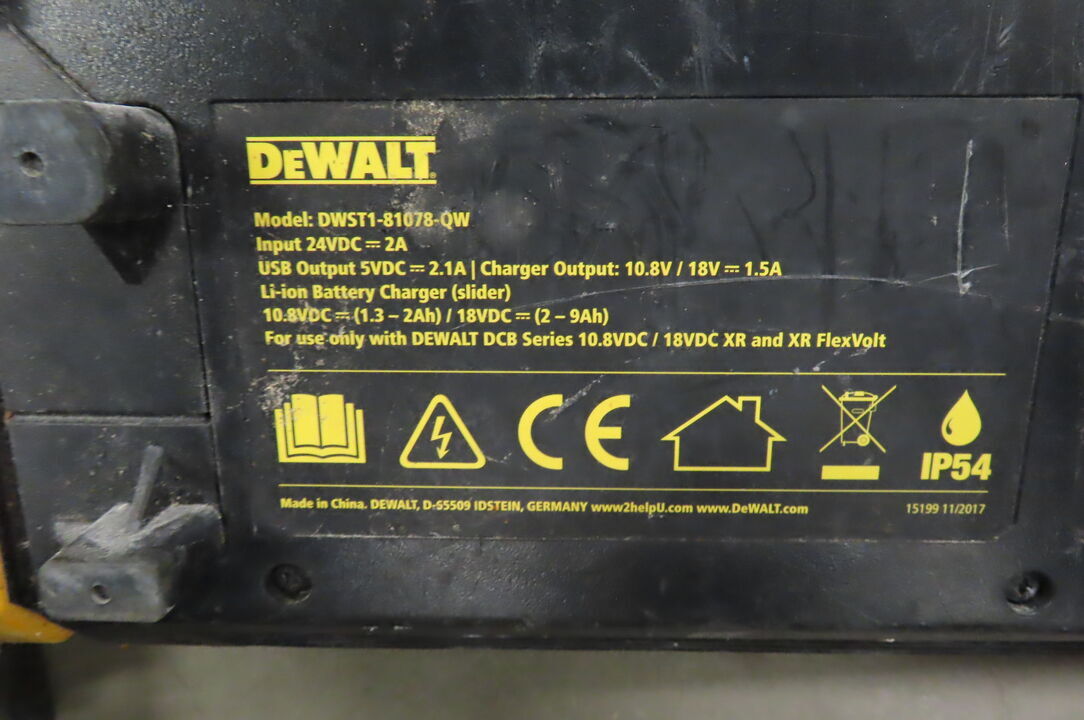 DEWALT®
Model: DWST1-81078-QW
Input 24VDC ⎓ 2A
USB Output 5VDC ⎓ 2.1A | Charger Output: 10.8V / 18V ⎓ 1.5A
Li-ion Battery Charger (slider)
10.8VDC ⎓ (1.3 – 2Ah) / 18VDC ⎓ (2 – 9Ah)
For use only with DEWALT DCB Series 10.8VDC / 18VDC XR and XR FlexVolt
CE
IP54
Made in China. DEWALT, D-65509 IDSTEIN, GERMANY www2helpU.com www.DeWALT.com
15199 11/2017